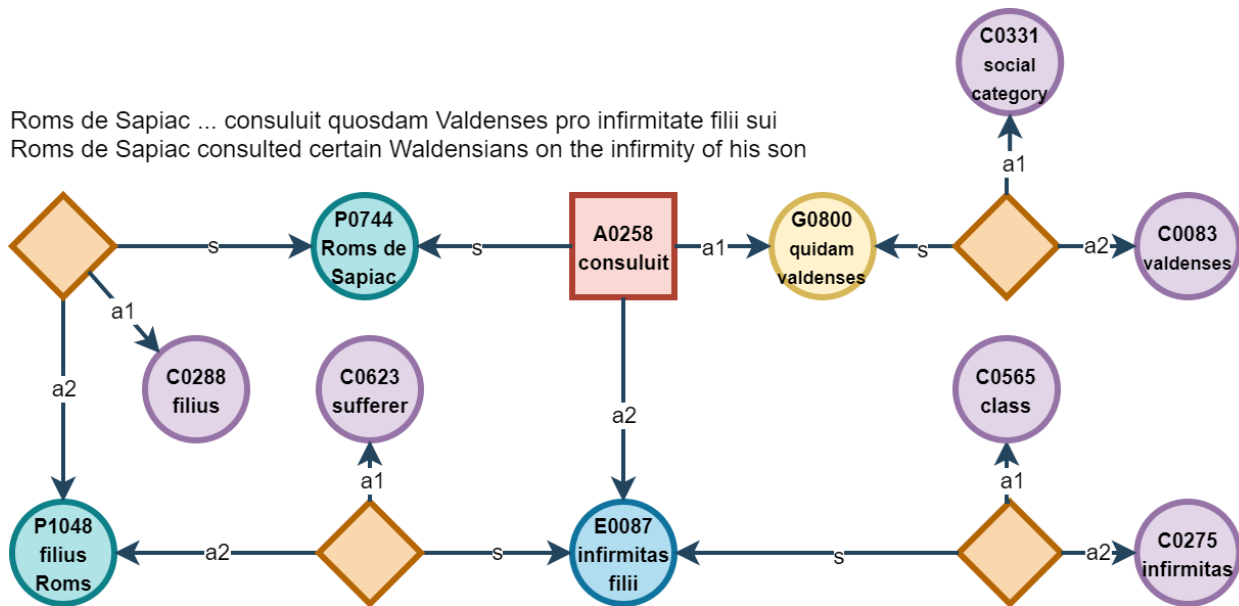 C0331
social
category
Roms de Sapiac ... consuluit quosdam Valdenses pro infirmitate filii sui
Roms de Sapiac consulted certain Waldensians on the infirmity of his son
a1
P0744
Roms de
Sapiac
A0258
consuluit
G0800
quidam
valdenses
C0083
valdenses
s
s
a1
s
a2
a1
C0288
filius
C0623
sufferer
C0565
class
a2
a2
a1
a1
P1048
filius
Roms
E0087
infirmitas
filii
C0275
infirmitas
a2
s
s
a2